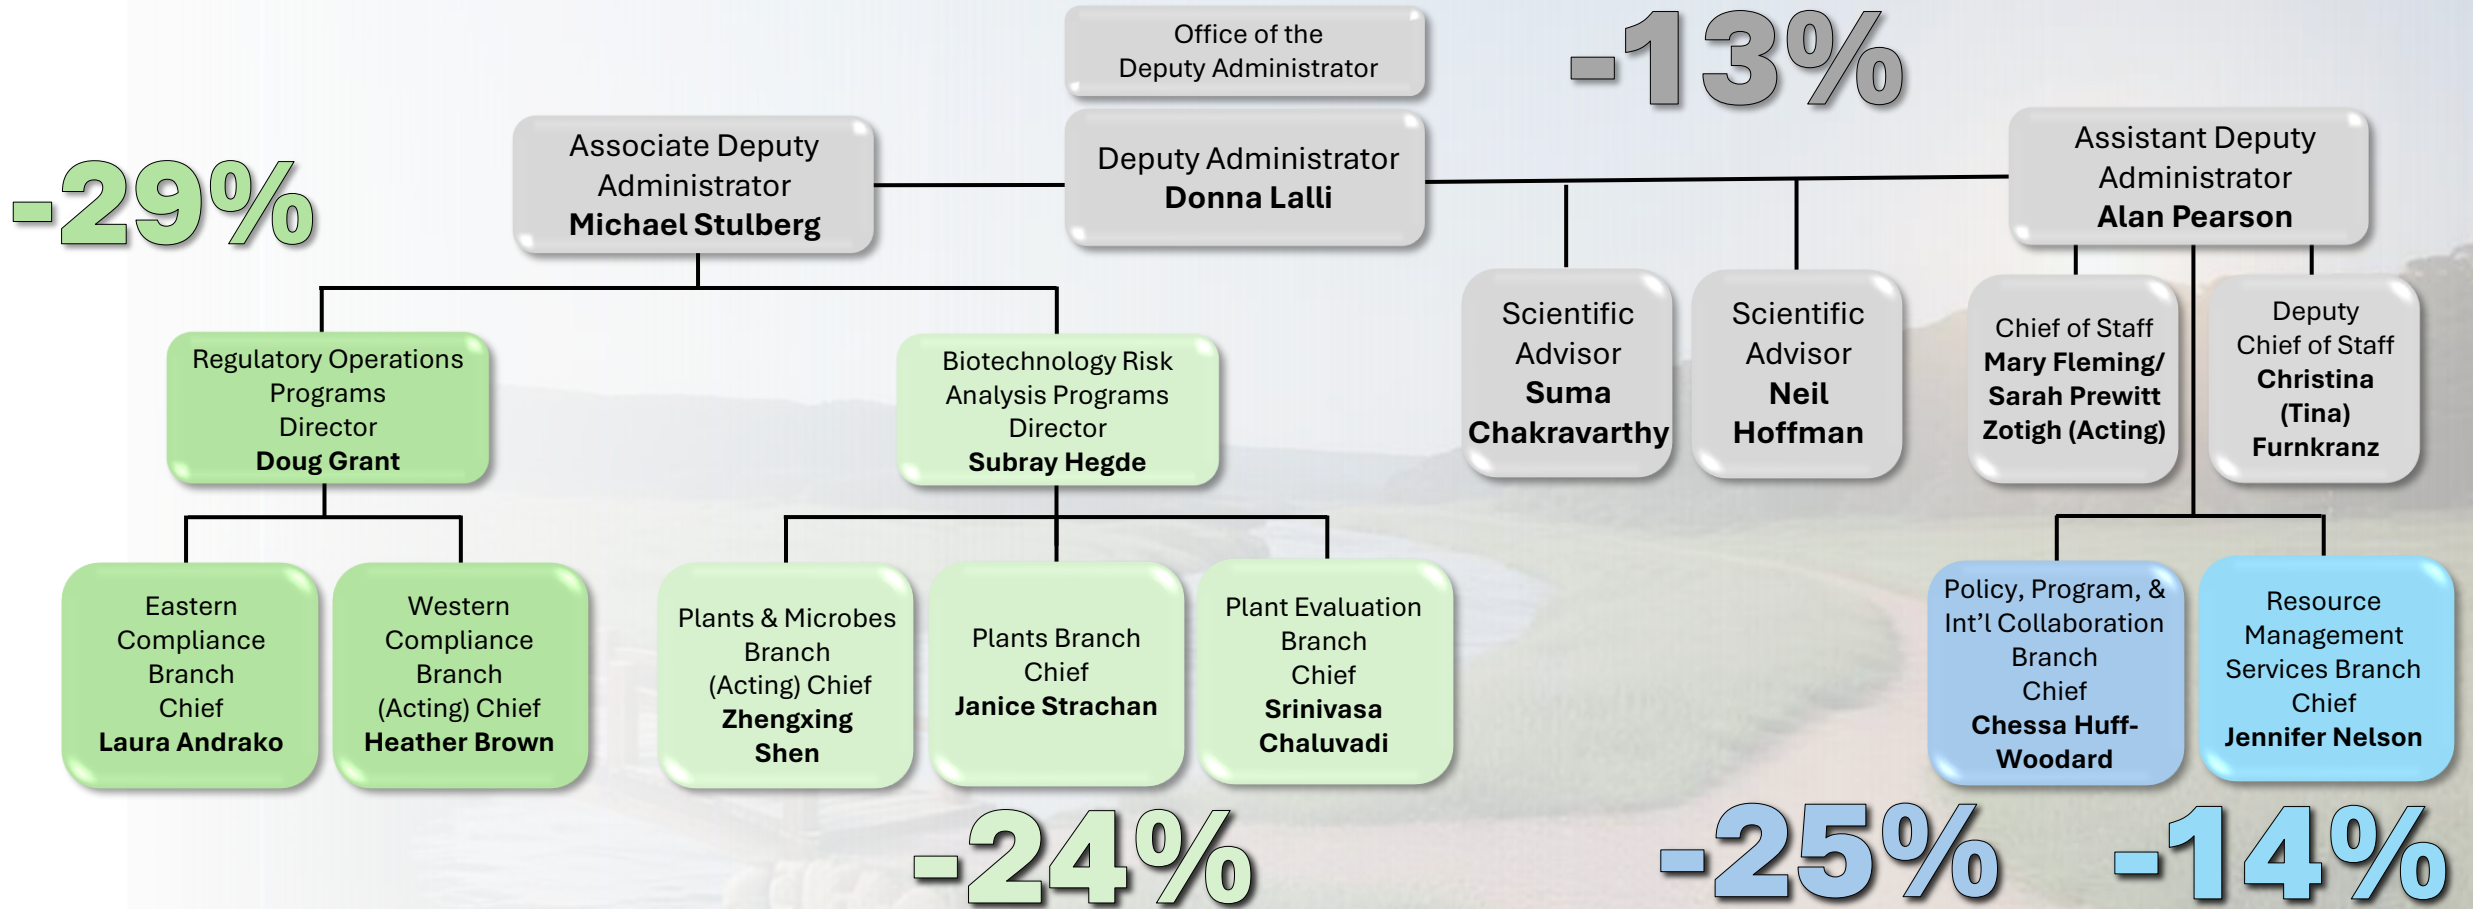 Office of the
Deputy Administrator
-13%
Associate Deputy
Administrator
Michael Stulberg
Deputy Administrator
Donna Lalli
Assistant Deputy
Administrator
Alan Pearson
-29%
Regulatory Operations
Programs
Director
Doug Grant
Biotechnology Risk
Analysis Programs
Director
Subray Hegde
Scientific
Advisor
Suma
Chakravarthy
Scientific
Advisor
Neil
Hoffman
Chief of Staff
Mary Fleming/
Sarah Prewitt
Zotigh (Acting)
Deputy
Chief of Staff
Christina
(Tina)
Furnkranz
Eastern
Compliance
Branch
Chief
Laura Andrako
Western
Compliance
Branch
(Acting) Chief
Heather Brown
Plants & Microbes
Branch
(Acting) Chief
Zhengxing
Shen
Plants Branch
Chief
Janice Strachan
Plant Evaluation
Branch
Chief
Srinivasa
Chaluvadi
Policy, Program, &
Int’l Collaboration
Branch
Chief
Chessa Huff-
Woodard
Resource
Management
Services Branch
Chief
Jennifer Nelson
-24%
-25%
-14%